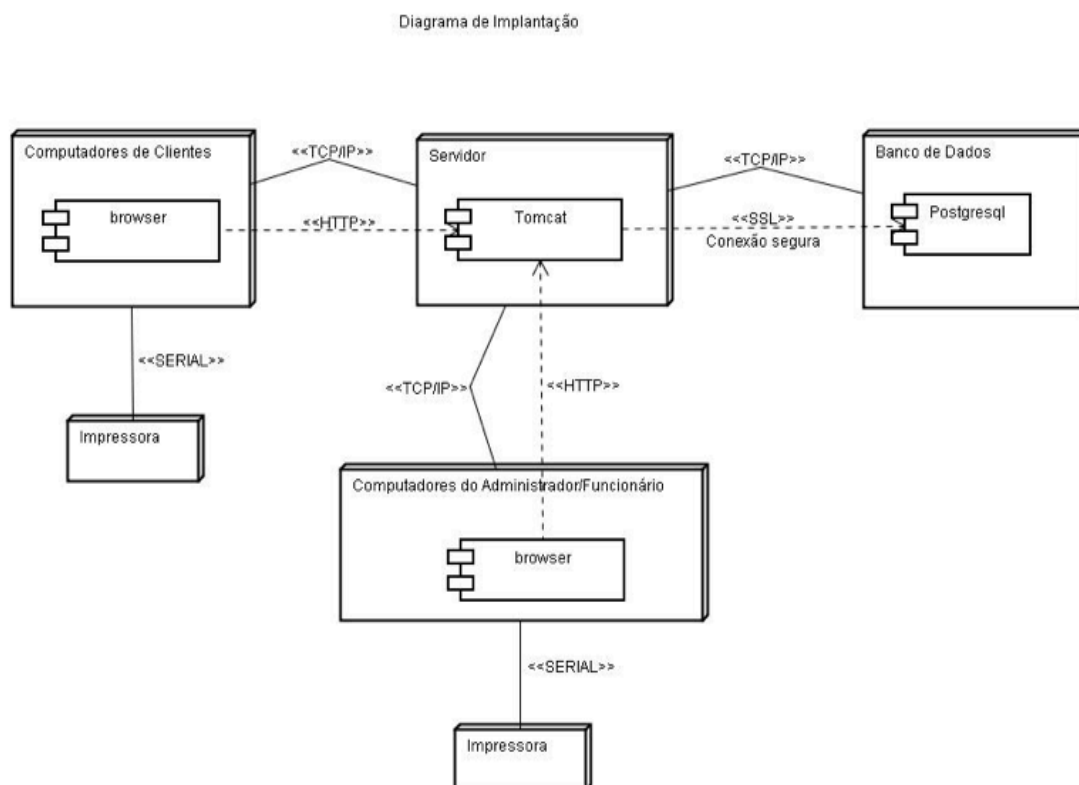 Diagrama de Implantação
Computadores de Clientes
<<TCP/IP>>
Servidor
<<TCP/IP>>
Banco de Dados
browser
<<HTTP>>
Tomcat
<<SSL>>
Conexão segura
Postgresql
<<SERIAL>>
<<TCP/IP>>
<<HTTP>>
Impressora
Computadores do Administrador/Funcionário
browser
<<SERIAL>>
Impressora